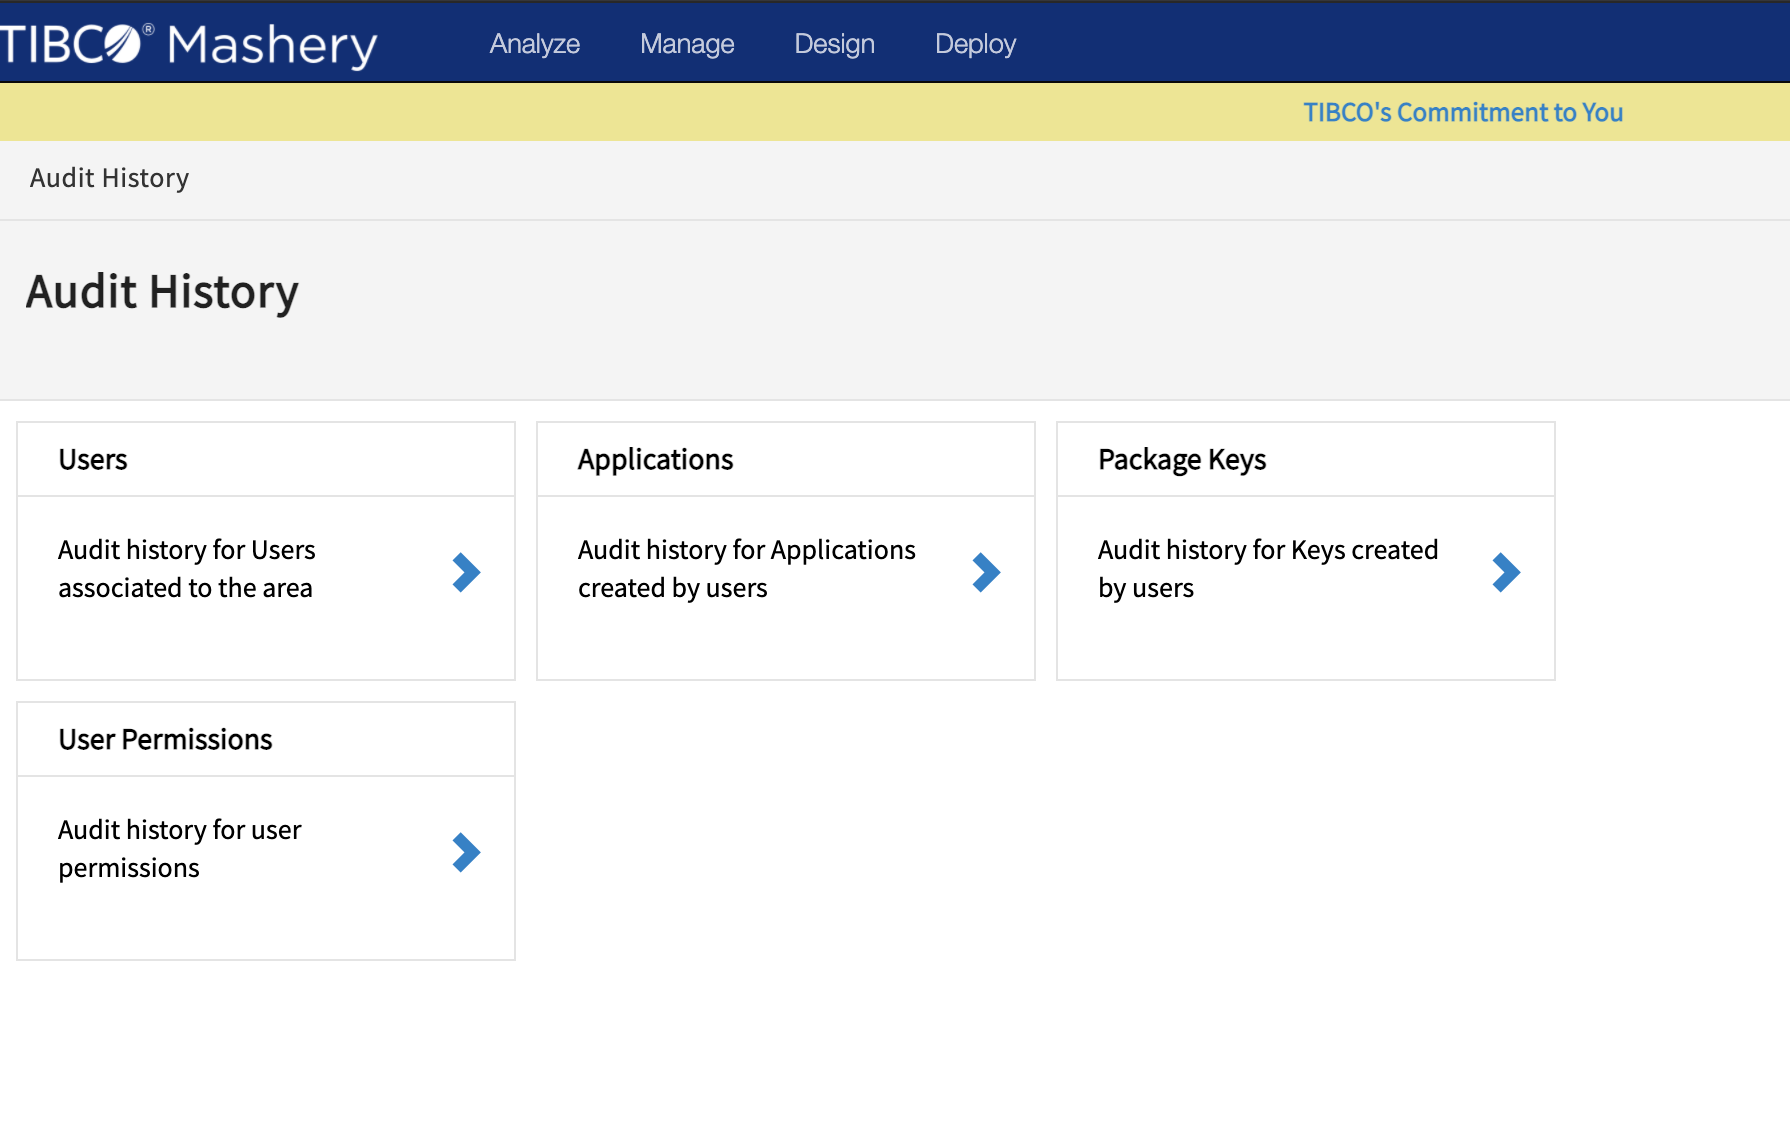 TIBCO® Mashery Analyze Manage Design Deploy
TIBCO's Commitment to You
Audit History
Audit History
Users
Audit history for Users
associated to the area
Applications
Audit history for Applications
created by users
Package Keys
Audit history for Keys created
by users
User Permissions
Audit history for user
permissions